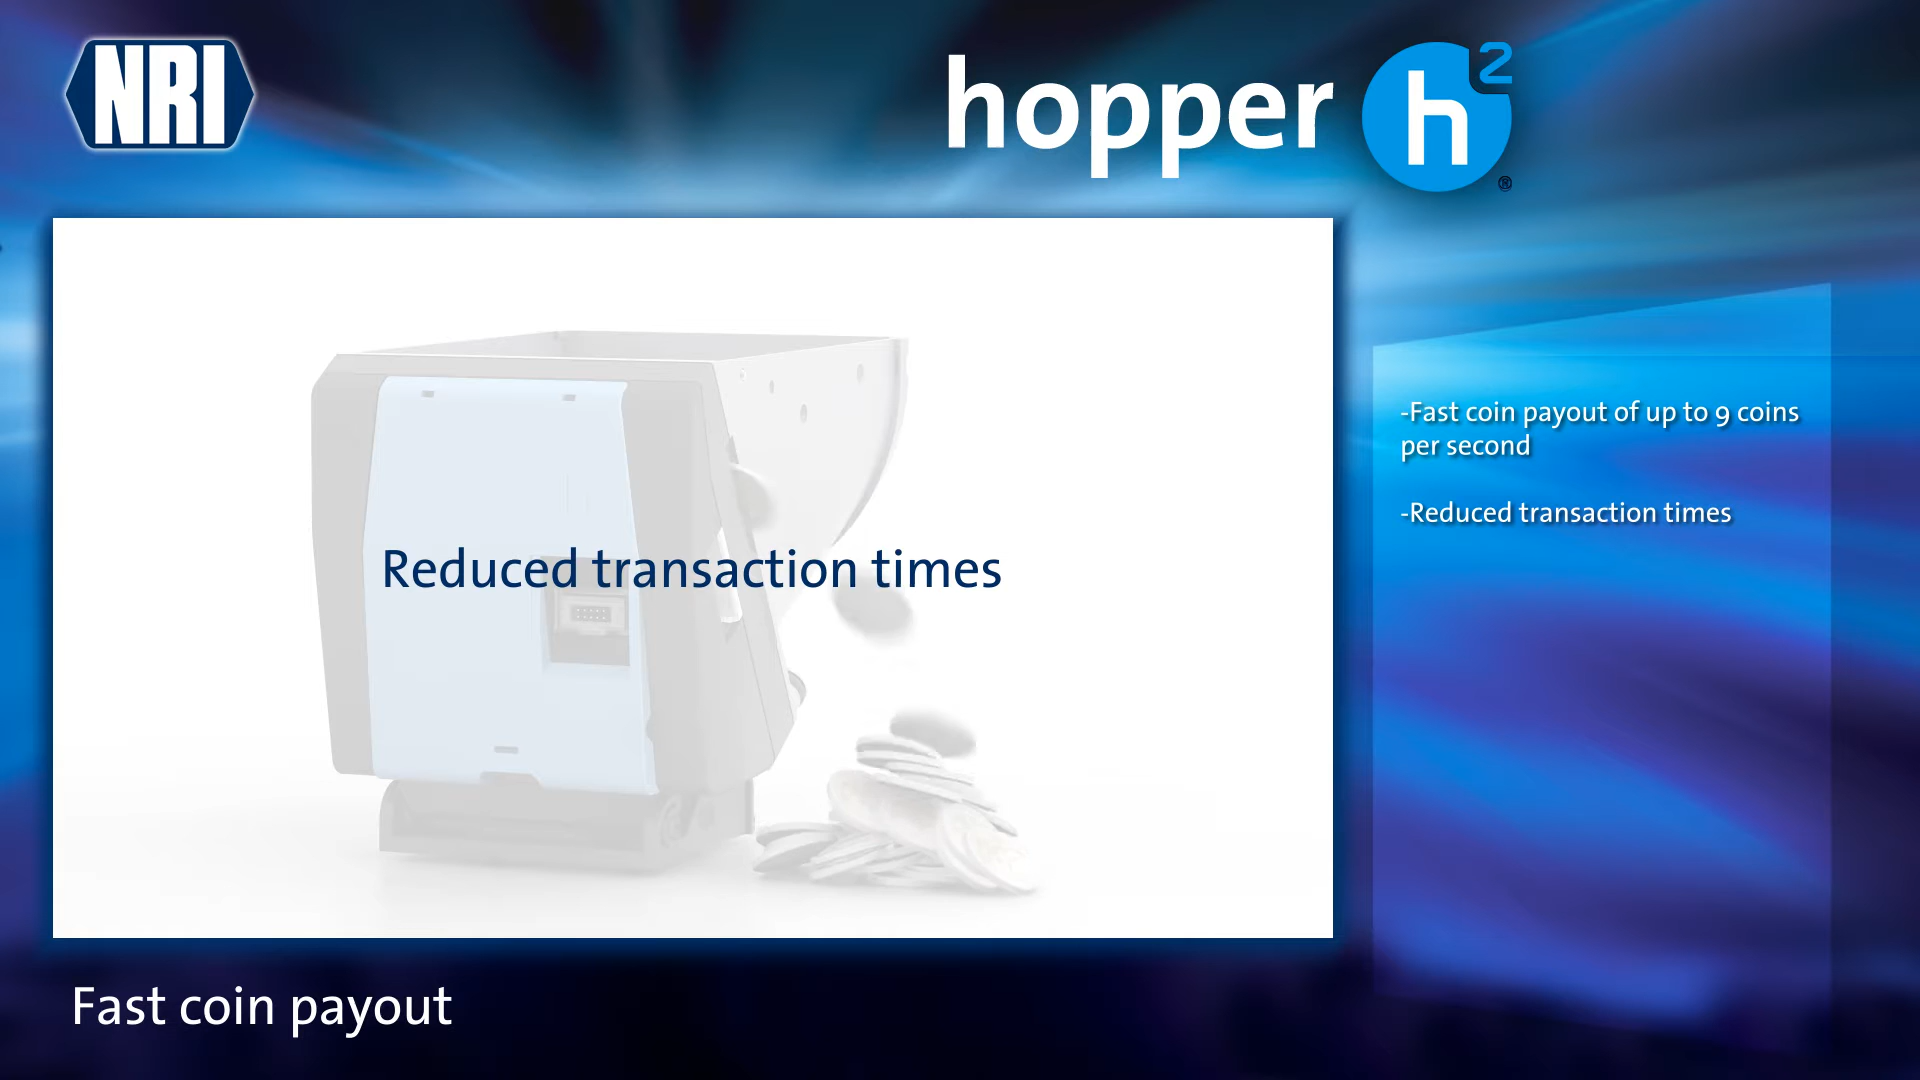 NRI
hopper h2®
Reduced transaction times
-Fast coin payout of up to 9 coins
per second
-Reduced transaction times
Fast coin payout